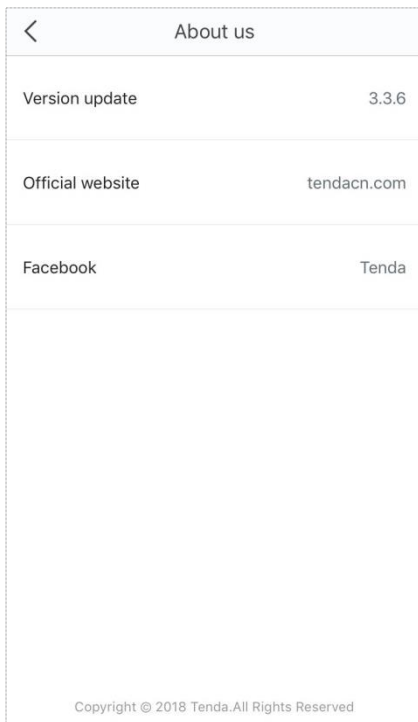 About us
Version update 3.3.6
Official website tendacn.com
Facebook Tenda
Copyright © 2018 Tenda.All Rights Reserved